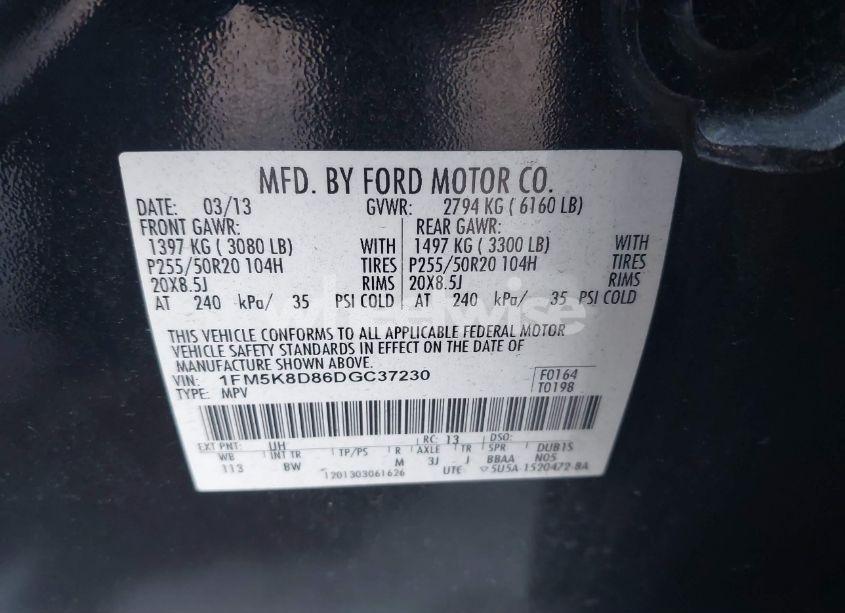 MFD. BY FORD MOTOR CO.
DATE: 03/13 GVWR: 2794 KG ( 6160 LB)
FRONT GAWR: REAR GAWR:
1397 KG ( 3080 LB) WITH 1497 KG ( 3300 LB) WITH
P255/50R20 104H TIRES P255/50R20 104H TIRES
20X8.5J RIMS 20X8.5J RIMS
AT 240 kPa/ 35 PSI COLD AT 240 kPa/ 35 PSI COLD
THIS VEHICLE CONFORMS TO ALL APPLICABLE FEDERAL MOTOR
VEHICLE SAFETY STANDARDS IN EFFECT ON THE DATE OF
MANUFACTURE SHOWN ABOVE.
VIN: 1FM5K8D86DGC37230 F0164
TYPE: MPV T0198
EXT PNT: UH RC: 13 DSO:
WB INT TR TP/PS R AXLE TR SPR DUB1S
113 BW M 3J J BBAA N05
1201303061626 UTE: 5U5A-1520472-BA